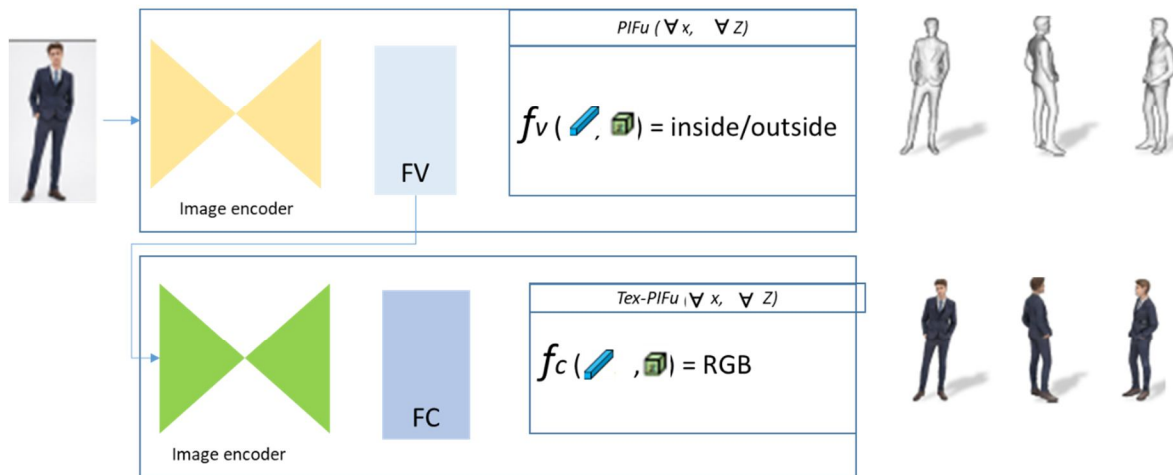 PIFu (∀ x, ∀ Z)
fv ( , ) = inside/outside
FV
Image encoder
Tex-PIFu (∀ x, ∀ Z)
fc ( , ) = RGB
FC
Image encoder